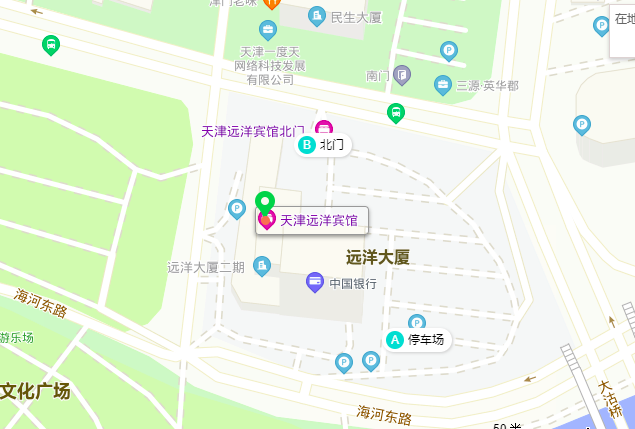 津门老味
民生大厦
在地
天津一度天
网络科技发展
有限公司
P
南门
三源·英华郡
P
天津远洋宾馆北门
B 北门
P
天津远洋宾馆
远洋大厦
远洋大厦二期
中国银行
海河东路
游乐场
P
A 停车场
P
P
文化广场
海河东路
大沽桥
50 米